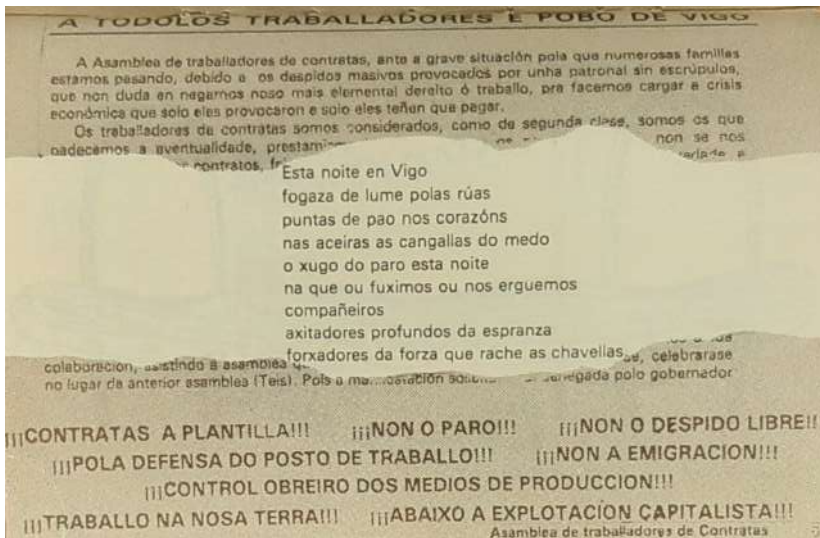 A TODOLOS TRABALLADORES E POBO DE VIGO
A Asamblea de traballadores de contratas, ante a grave situación pola que numerosas familias
estamos pasando, debido a os despidos masivos provocados por unha patronal sin escrúpulos,
que non duda en negarnos noso mais elemental dereito ó traballo, pra facernos cargar a crisis
económica que solo eles provocaron e solo eles teñen que pagar.
Os traballadores de contratas somos considerados, como de segunda clase, somos os que
padecemos a eventualidade, non se nos
contratos,
Esta noite en Vigo
fogaza de lume polas rúas
puntas de pao nos corazóns
nas aceiras as cangallas do medo
o xugo do paro esta noite
na que ou fuximos ou nos erguemos
compañeiros
axitadores profundos da espranza
forxadores da forza que rache as chavellas
colaboracion, asistindo a asamblea celebrarase
no lugar da anterior asamblea (Teis). Pois a polo gobernador
¡¡¡CONTRATAS A PLANTILLA!!! ¡¡¡NON O PARO!!! ¡¡¡NON O DESPIDO LIBRE!!
¡¡¡POLA DEFENSA DO POSTO DE TRABALLO!!! ¡¡¡NON A EMIGRACION!!!
¡¡¡CONTROL OBREIRO DOS MEDIOS DE PRODUCCION!!!
¡¡¡TRABALLO NA NOSA TERRA!!! ¡¡¡ABAIXO A EXPLOTACION CAPITALISTA!!!
Asamblea de traballadores de Contratas